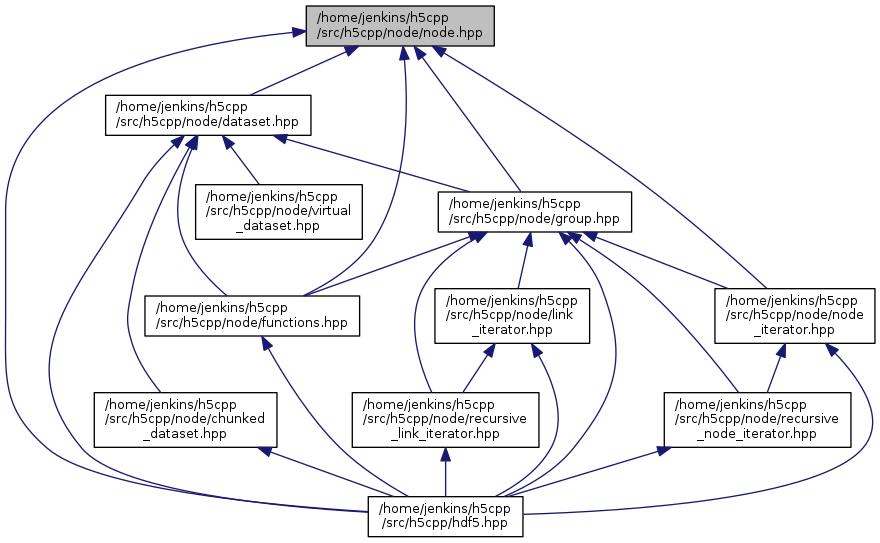 /home/jenkins/h5cpp
/src/h5cpp/node/node.hpp
/home/jenkins/h5cpp
/src/h5cpp/node/dataset.hpp
/home/jenkins/h5cpp
/src/h5cpp/node/virtual
_dataset.hpp
/home/jenkins/h5cpp
/src/h5cpp/node/group.hpp
/home/jenkins/h5cpp
/src/h5cpp/node/functions.hpp
/home/jenkins/h5cpp
/src/h5cpp/node/link
_iterator.hpp
/home/jenkins/h5cpp
/src/h5cpp/node/node
_iterator.hpp
/home/jenkins/h5cpp
/src/h5cpp/node/chunked
_dataset.hpp
/home/jenkins/h5cpp
/src/h5cpp/node/recursive
_link_iterator.hpp
/home/jenkins/h5cpp
/src/h5cpp/node/recursive
_node_iterator.hpp
/home/jenkins/h5cpp
/src/h5cpp/hdf5.hpp